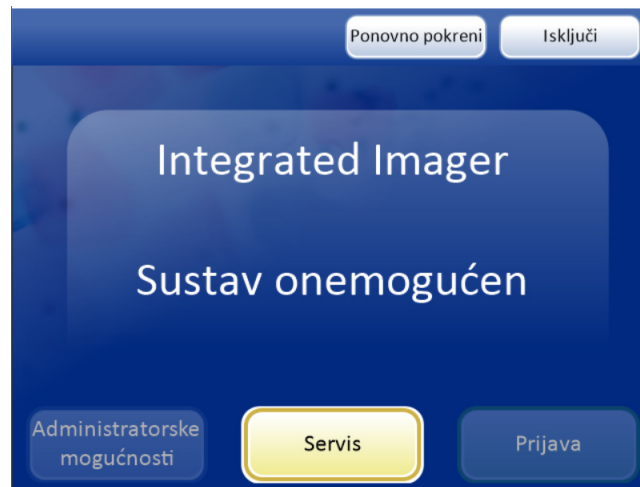 Ponovno pokreni
Isključi
Integrated Imager
Sustav onemogućen
Administratorske
mogućnosti
Servis
Prijava